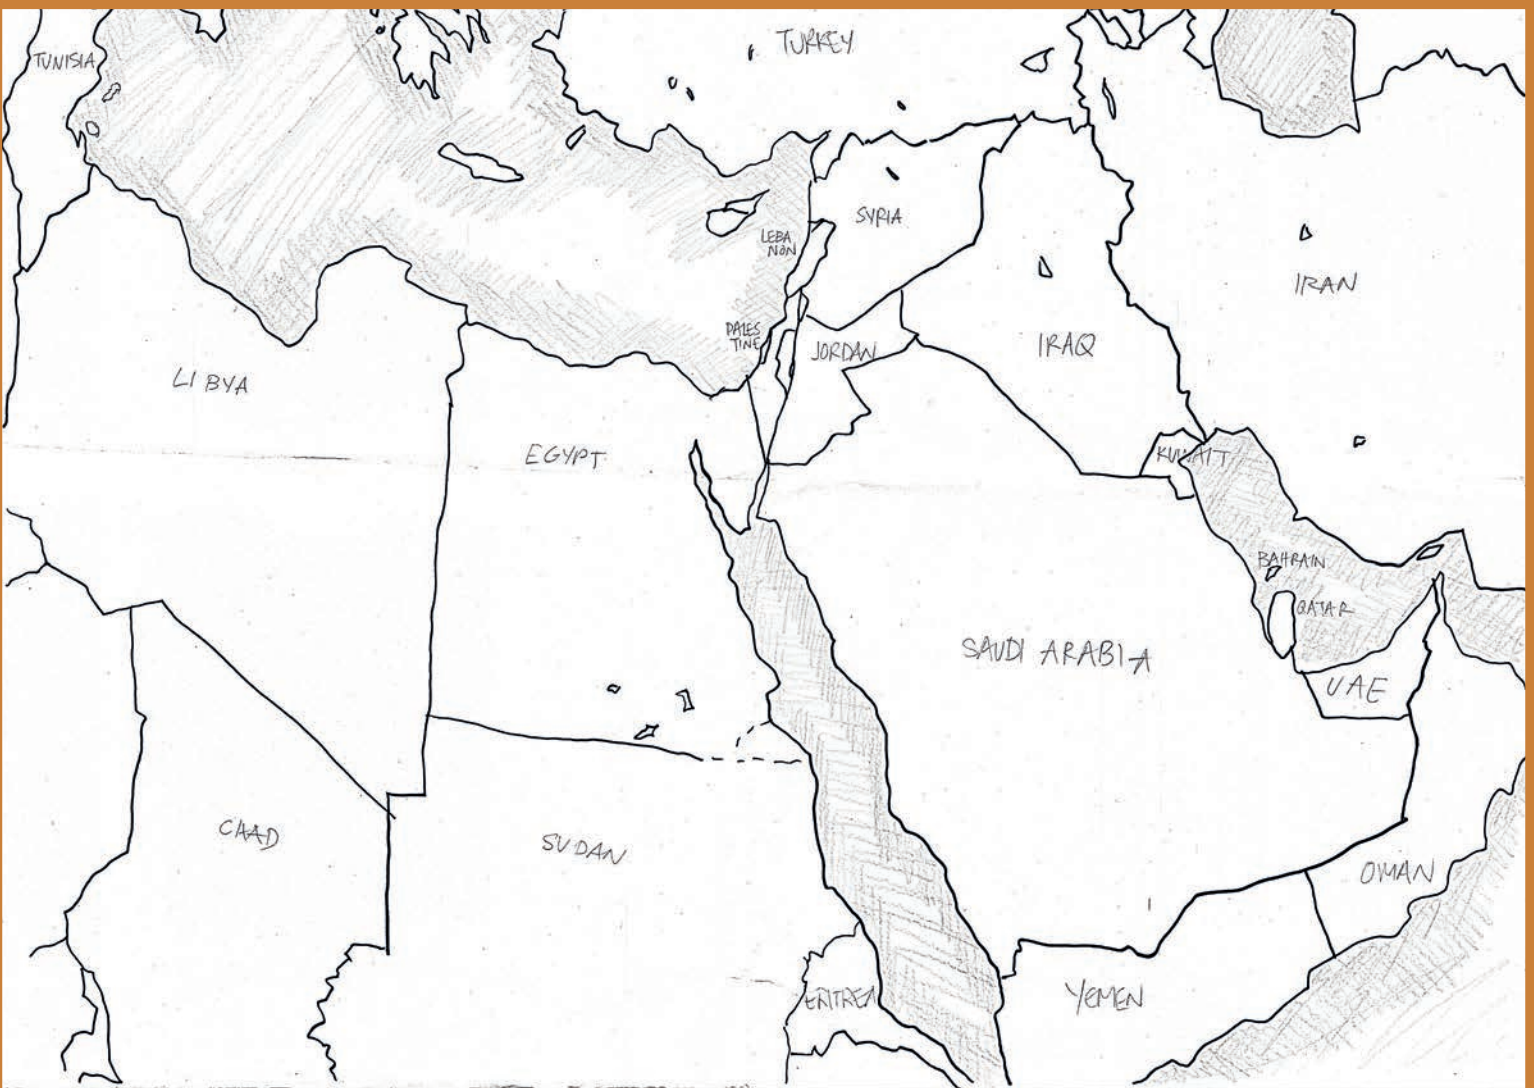 TUNISIA
TURKEY
SYRIA
LEBA
NON
IRAN
PALES
TINE
JORDAN
IRAQ
LIBYA
EGYPT
KUWAIT
BAHRAIN
QATAR
SAUDI ARABIA
UAE
CHAD
SUDAN
OMAN
ERITREA
YEMEN